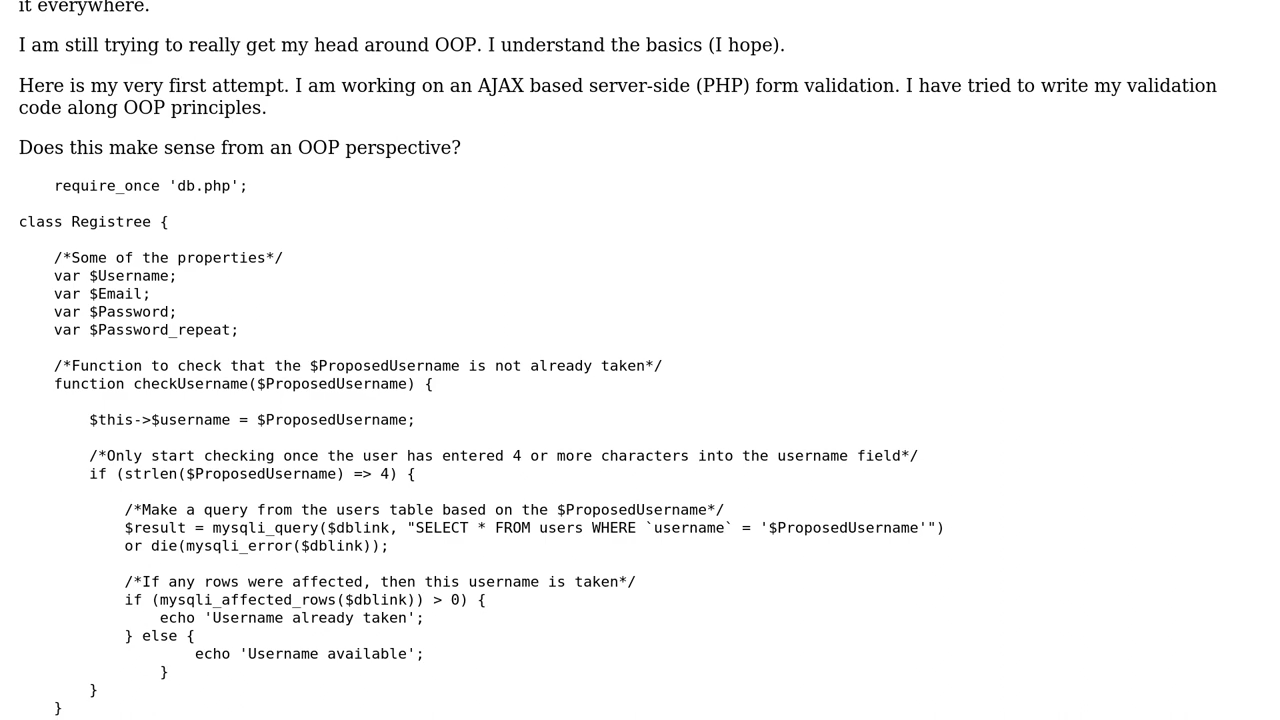 it everywhere.
I am still trying to really get my head around OOP. I understand the basics (I hope).
Here is my very first attempt. I am working on an AJAX based server-side (PHP) form validation. I have tried to write my validation
code along OOP principles.
Does this make sense from an OOP perspective?
    require_once 'db.php';
class Registree {
    /*Some of the properties*/
    var $Username;
    var $Email;
    var $Password;
    var $Password_repeat;
    /*Function to check that the $ProposedUsername is not already taken*/
    function checkUsername($ProposedUsername) {
        $this->$username = $ProposedUsername;
        /*Only start checking once the user has entered 4 or more characters into the username field*/
        if (strlen($ProposedUsername) => 4) {
            /*Make a query from the users table based on the $ProposedUsername*/
            $result = mysqli_query($dblink, "SELECT * FROM users WHERE `username` = '$ProposedUsername'")
            or die(mysqli_error($dblink));
            /*If any rows were affected, then this username is taken*/
            if (mysqli_affected_rows($dblink)) > 0) {
                echo 'Username already taken';
            } else {
                    echo 'Username available';
                }
        }
    }